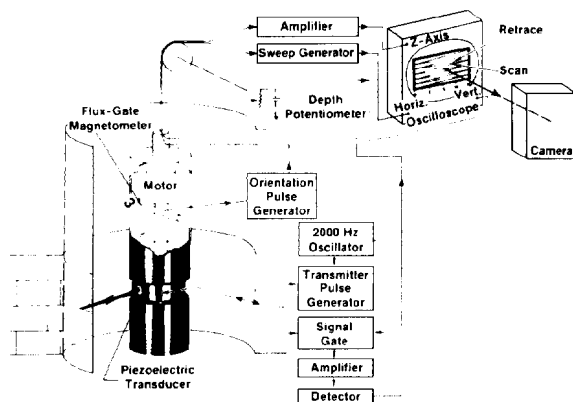 Amplifier
Sweep Generator
Z-Axis
Retrace
Scan
Flux-Gate
Magnetometer
Depth
Potentiometer
Horiz.
Vert.
Oscilloscope
Camera
Motor
Orientation
Pulse
Generator
2000 Hz
Oscillator
Transmitter
Pulse
Generator
Signal
Gate
Piezoelectric
Transducer
Amplifier
Detector